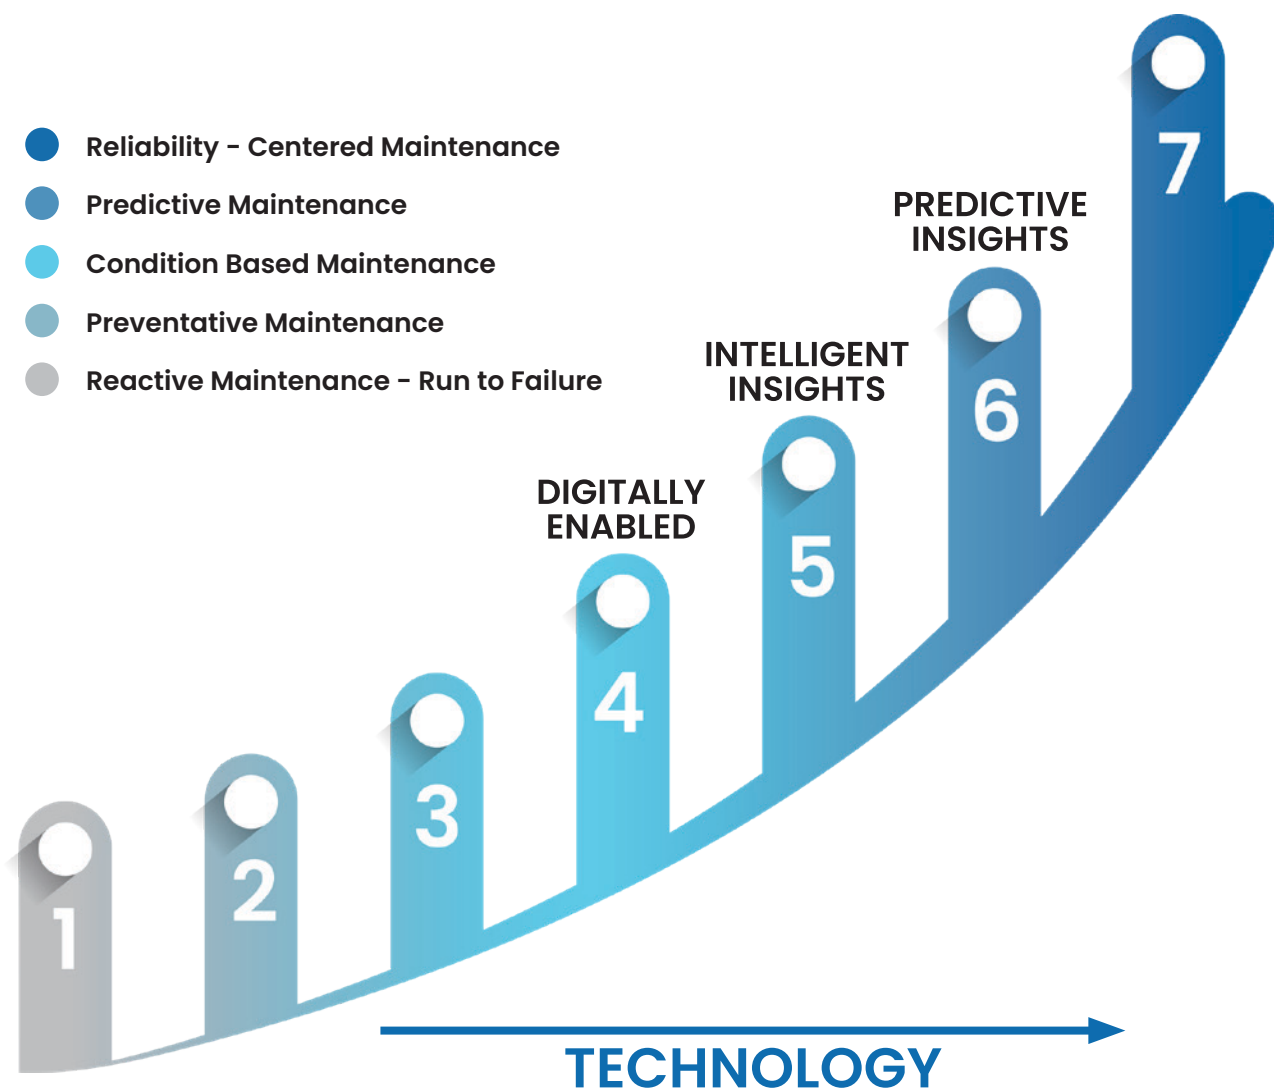 Reliability - Centered Maintenance
Predictive Maintenance
Condition Based Maintenance
Preventative Maintenance
Reactive Maintenance - Run to Failure
1
2
3
DIGITALLY
ENABLED
4
INTELLIGENT
INSIGHTS
5
PREDICTIVE
INSIGHTS
6
7
TECHNOLOGY